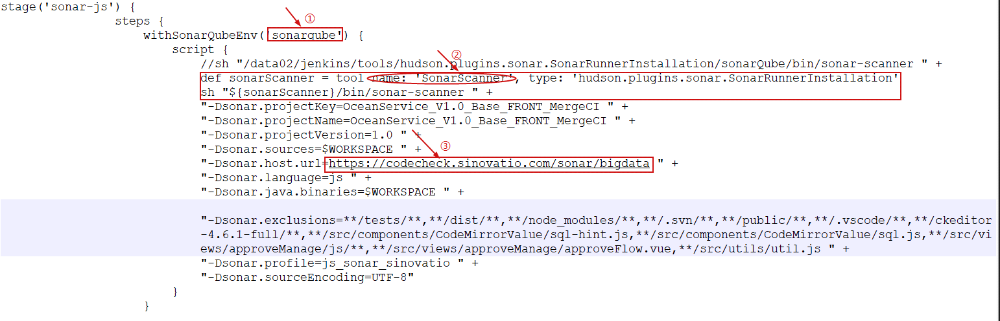 stage('sonar-js') {
①
steps {
withSonarQubeEnv('sonarqube') {
script {
②
//sh "/data02/jenkins/tools/hudson.plugins.sonar.SonarRunnerInstallation/sonarQube/bin/sonar-scanner " +
def sonarScanner = tool name: 'SonarScanner', type: 'hudson.plugins.sonar.SonarRunnerInstallation'
sh "${sonarScanner}/bin/sonar-scanner " +
"-Dsonar.projectKey=OceanService_V1.0_Base_FRONT_MergeCI " +
"-Dsonar.projectName=OceanService_V1.0_Base_FRONT_MergeCI " +
"-Dsonar.projectVersion=1.0 " +
"-Dsonar.sources=$WORKSPACE " +
③
"-Dsonar.host.url=https://codecheck.sinovatio.com/sonar/bigdata " +
"-Dsonar.language=js " +
"-Dsonar.java.binaries=$WORKSPACE " +
"-Dsonar.exclusions=**/tests/**,**/dist/**,**/node_modules/**,**/.svn/**,**/public/**,**/.vscode/**,**/ckeditor
-4.6.1-full/**,**/src/components/CodeMirrorValue/sql-hint.js,**/src/components/CodeMirrorValue/sql.js,**/src/vi
ews/approveManage/js/**,**/src/views/approveManage/approveFlow.vue,**/src/utils/util.js " +
"-Dsonar.profile=js_sonar_sinovatio " +
"-Dsonar.sourceEncoding=UTF-8"
}
}